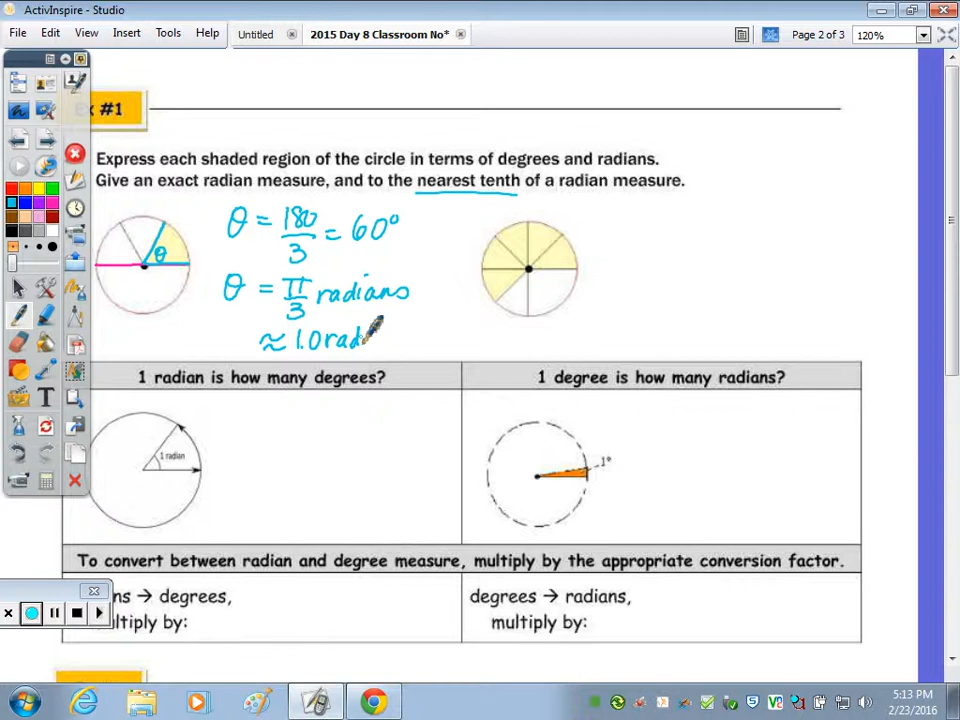 ActivInspire - Studio
File Edit View Insert Tools Help Untitled 2015 Day 8 Classroom No* Page 2 of 3 120%
Ex #1
Express each shaded region of the circle in terms of degrees and radians.
Give an exact radian measure, and to the nearest tenth of a radian measure.
θ = 180/3 = 60°
θ
θ = π/3 radians
≈ 1.0 rad
1 radian is how many degrees?
1 degree is how many radians?
1 radian
1°
To convert between radian and degree measure, multiply by the appropriate conversion factor.
ns → degrees,
ltiply by:
degrees → radians,
multiply by:
5:13 PM
2/23/2016